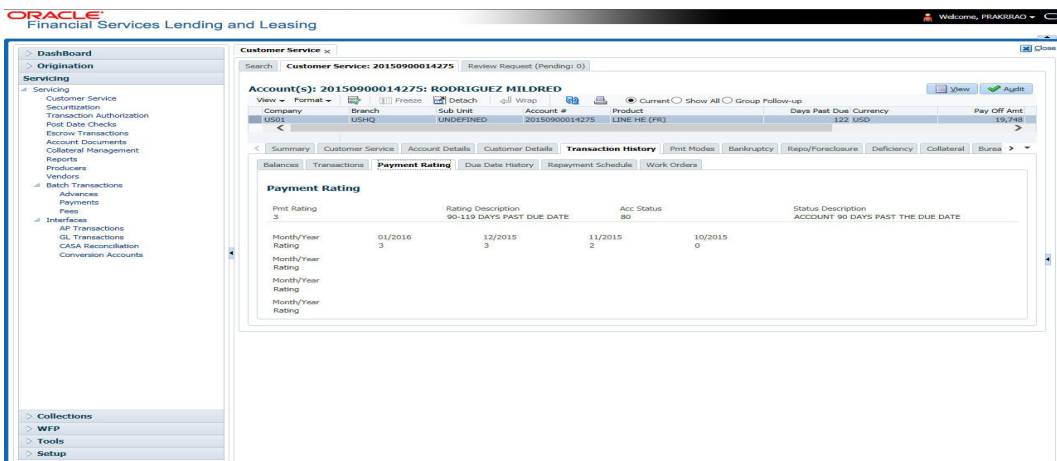 ORACLE
Financial Services Lending and Leasing
Welcome, PRAKRRAO
DashBoard
Origination
Servicing
Servicing
Customer Service
Securitization
Transaction Authorization
Post Date Checks
Escrow Transactions
Account Documents
Collateral Management
Reports
Producers
Vendors
Batch Transactions
Advances
Payments
Fees
Interfaces
AP Transactions
GL Transactions
CASA Reconciliation
Conversion Accounts
Collections
WFP
Tools
Setup
Customer Service x Close
Search Customer Service: 20150900014275 Review Request (Pending: 0)
Account(s): 20150900014275: RODRIGUEZ MILDRED View Audit
View Format Freeze Detach Wrap Current Show All Group Follow-up
Company Branch Sub Unit Account # Product Days Past Due Currency Pay Off Amt
US01 USHQ UNDEFINED 20150900014275 LINE HE (FR) 122 USD 19,748
Summary Customer Service Account Details Customer Details Transaction History Pmt Modes Bankruptcy Repo/Foreclosure Deficiency Collateral Burea
Balances Transactions Payment Rating Due Date History Repayment Schedule Work Orders
Payment Rating
Pmt Rating Rating Description Acc Status Status Description
3 90-119 DAYS PAST DUE DATE 80 ACCOUNT 90 DAYS PAST THE DUE DATE
Month/Year 01/2016 12/2015 11/2015 10/2015
Rating 3 3 2 0
Month/Year
Rating
Month/Year
Rating
Month/Year
Rating